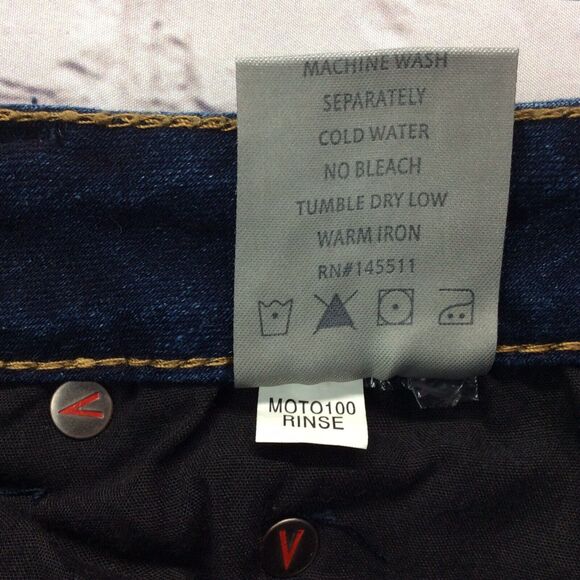 MACHINE WASH
SEPARATELY
COLD WATER
NO BLEACH
TUMBLE DRY LOW
WARM IRON
RN#145511
MOTO100
RINSE
V
V